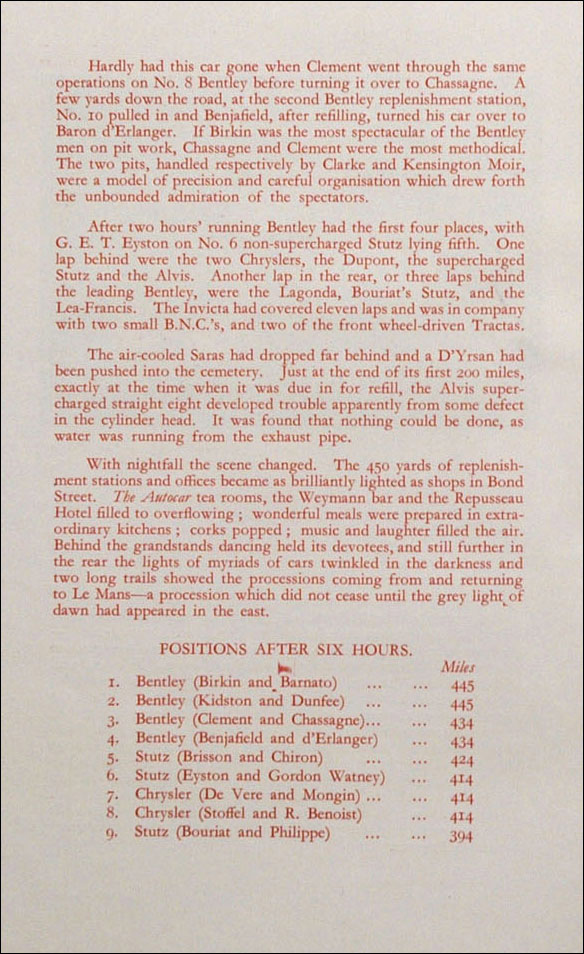 Hardly had this car gone when Clement went through the same
operations on No. 8 Bentley before turning it over to Chassagne. A
few yards down the road, at the second Bentley replenishment station,
No. 10 pulled in and Benjafield, after refilling, turned his car over to
Baron d'Erlanger. If Birkin was the most spectacular of the Bentley
men on pit work, Chassagne and Clement were the most methodical.
The two pits, handled respectively by Clarke and Kensington Moir,
were a model of precision and careful organisation which drew forth
the unbounded admiration of the spectators.
After two hours' running Bentley had the first four places, with
G. E. T. Eyston on No. 6 non-supercharged Stutz lying fifth. One
lap behind were the two Chryslers, the Dupont, the supercharged
Stutz and the Alvis. Another lap in the rear, or three laps behind
the leading Bentley, were the Lagonda, Bouriat's Stutz, and the
Lea-Francis. The Invicta had covered eleven laps and was in company
with two small B.N.C.'s, and two of the front wheel-driven Tractas.
The air-cooled Saras had dropped far behind and a D'Yrsan had
been pushed into the cemetery. Just at the end of its first 200 miles,
exactly at the time when it was due in for refill, the Alvis super-
charged straight eight developed trouble apparently from some defect
in the cylinder head. It was found that nothing could be done, as
water was running from the exhaust pipe.
With nightfall the scene changed. The 450 yards of replenish-
ment stations and offices became as brilliantly lighted as shops in Bond
Street. The Autocar tea rooms, the Weymann bar and the Repusseau
Hotel filled to overflowing ; wonderful meals were prepared in extra-
ordinary kitchens ; corks popped ; music and laughter filled the air.
Behind the grandstands dancing held its devotees, and still further in
the rear the lights of myriads of cars twinkled in the darkness and
two long trails showed the processions coming from and returning
to Le Mans—a procession which did not cease until the grey light of
dawn had appeared in the east.
POSITIONS AFTER SIX HOURS.
Miles
1. Bentley (Birkin and Barnato) ... ... 445
2. Bentley (Kidston and Dunfee) ... ... 445
3. Bentley (Clement and Chassagne)... ... 434
4. Bentley (Benjafield and d'Erlanger) ... 434
5. Stutz (Brisson and Chiron) ... ... 424
6. Stutz (Eyston and Gordon Watney) ... 414
7. Chrysler (De Vere and Mongin) ... ... 414
8. Chrysler (Stoffel and R. Benoist) ... 414
9. Stutz (Bouriat and Philippe) ... ... 394